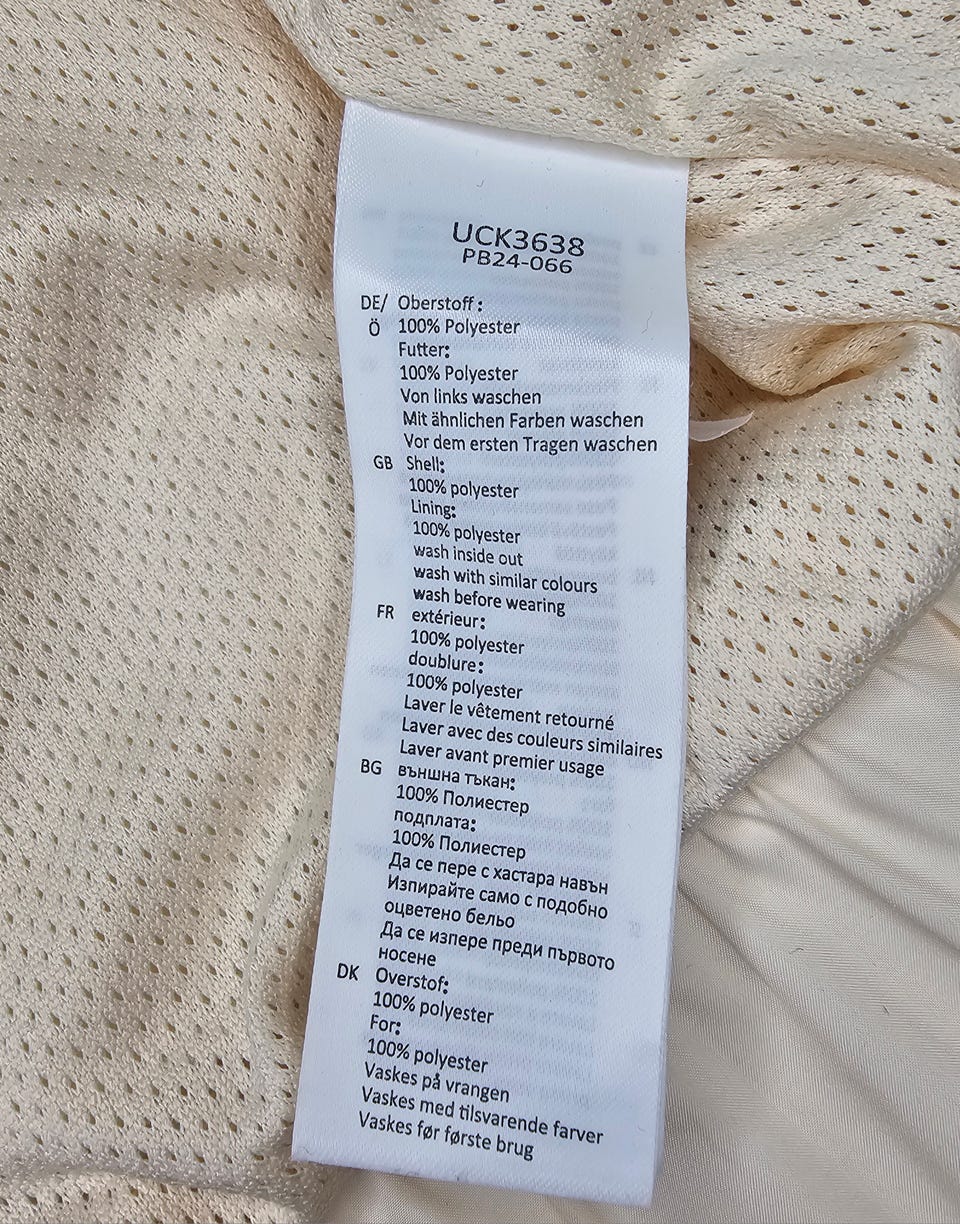 UCK3638
PB24-066
DE/ Oberstoff:
Ö 100% Polyester
Futter:
100% Polyester
Von links waschen
Mit ähnlichen Farben waschen
Vor dem ersten Tragen waschen
GB Shell:
100% polyester
Lining:
100% polyester
wash inside out
wash with similar colours
wash before wearing
FR extérieur:
100% polyester
doublure:
100% polyester
Laver le vêtement retourné
Laver avec des couleurs similaires
Laver avant premier usage
BG външна тъкан:
100% Полиестер
подплата:
100% Полиестер
Да се пере с хастара навън
Изпирайте само с подобно
оцветено бельо
Да се изпере преди първото
носене
DK Overstof:
100% polyester
For:
100% polyester
Vaskes på vrangen
Vaskes med tilsvarende farver
Vaskes før første brug